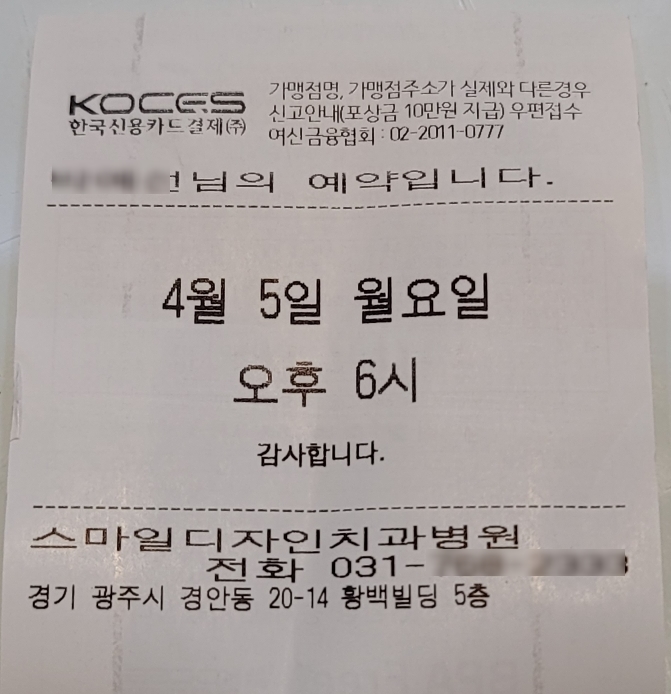 KOCES
한국신용카드결제(주)
가맹점명, 가맹점주소가 실제와 다른경우
신고안내(포상금 10만원 지급) 우편접수
여신금융협회 : 02-2011-0777
님의 예약입니다.
4월 5일 월요일
오후 6시
감사합니다.
스마일디자인치과병원
전화 031-
경기 광주시 경안동 20-14 황백빌딩 5층